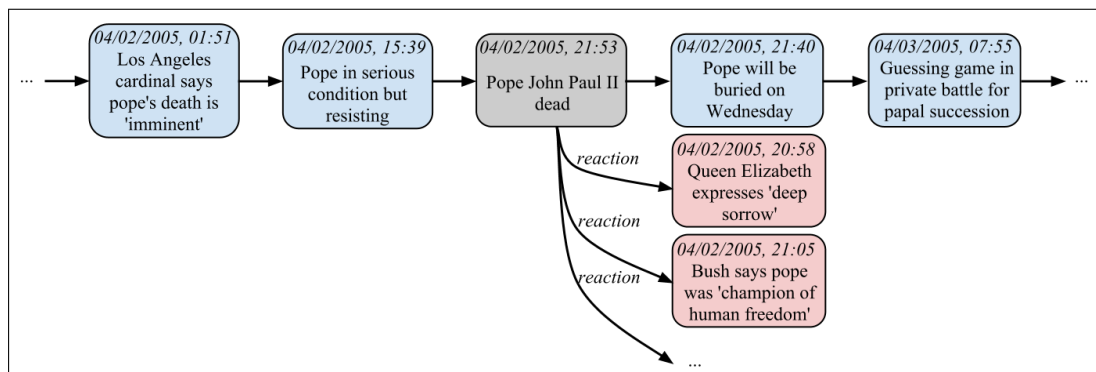 ...
04/02/2005, 01:51
Los Angeles
cardinal says
pope's death is
'imminent'
04/02/2005, 15:39
Pope in serious
condition but
resisting
04/02/2005, 21:53
Pope John Paul II
dead
04/02/2005, 21:40
Pope will be
buried on
Wednesday
04/03/2005, 07:55
Guessing game in
private battle for
papal succession
...
reaction
04/02/2005, 20:58
Queen Elizabeth
expresses 'deep
sorrow'
reaction
04/02/2005, 21:05
Bush says pope
was 'champion of
human freedom'
reaction
...